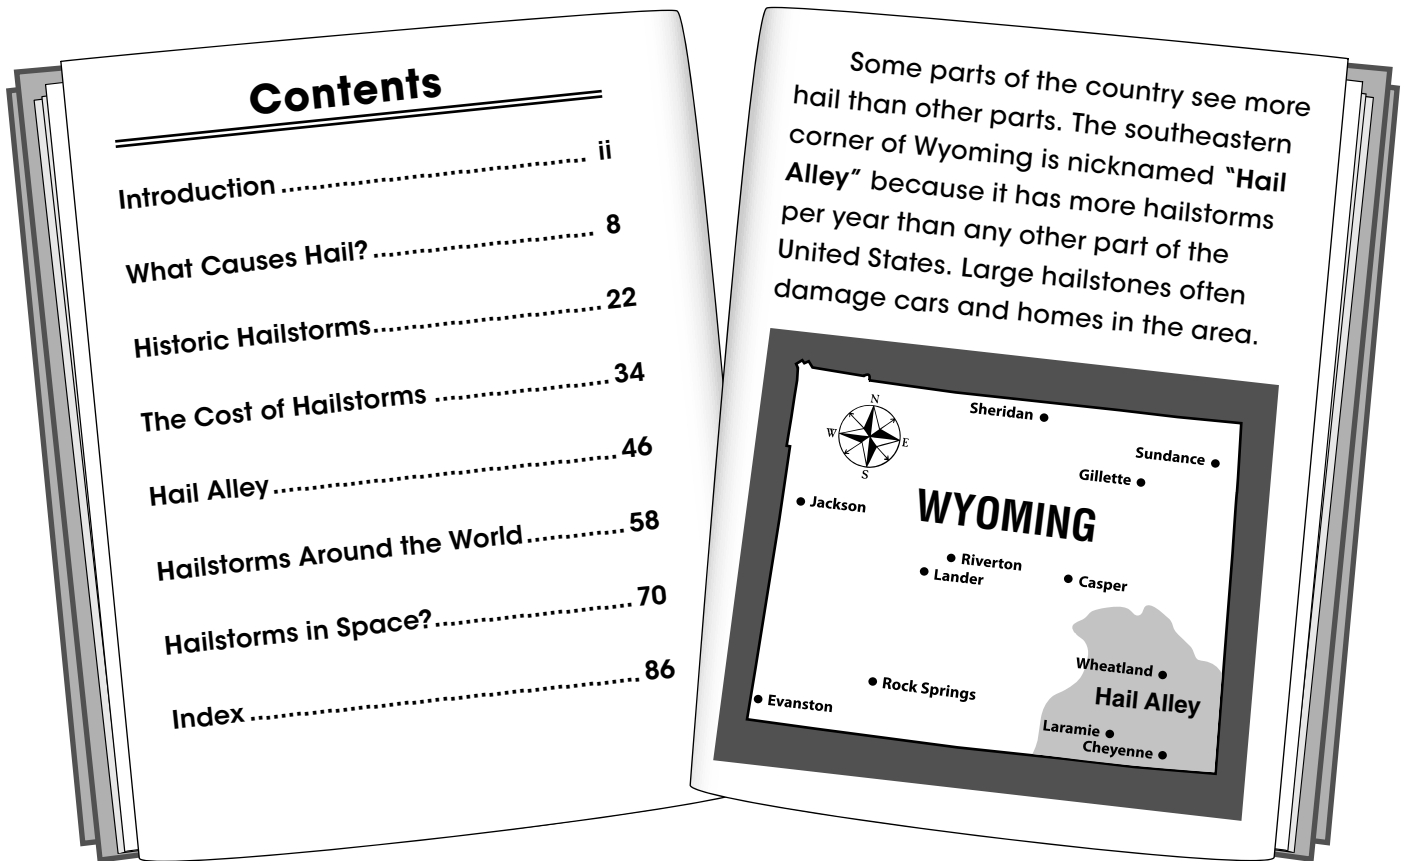 Contents
Introduction ............................................ ii
What Causes Hail? ................................ 8
Historic Hailstorms................................. 22
The Cost of Hailstorms ......................... 34
Hail Alley ................................................. 46
Hailstorms Around the World.............. 58
Hailstorms in Space?............................. 70
Index ........................................................ 86
Some parts of the country see more
hail than other parts. The southeastern
corner of Wyoming is nicknamed “Hail
Alley” because it has more hailstorms
per year than any other part of the
United States. Large hailstones often
damage cars and homes in the area.
N
W
E
S
Sheridan
Sundance
Gillette
Jackson
WYOMING
Riverton
Lander
Casper
Wheatland
Rock Springs
Hail Alley
Evanston
Laramie
Cheyenne